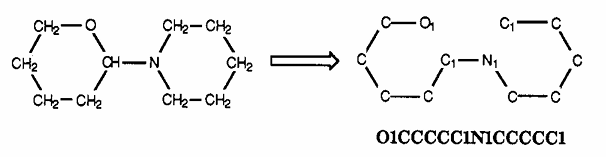 CH₂ O CH₂ CH₂
CH₂ CH N CH₂
CH₂ CH₂ CH₂ CH₂
C O₁ C₁ C
C C₁ N₁ C
C C C C
O1CCCCC1N1CCCCC1